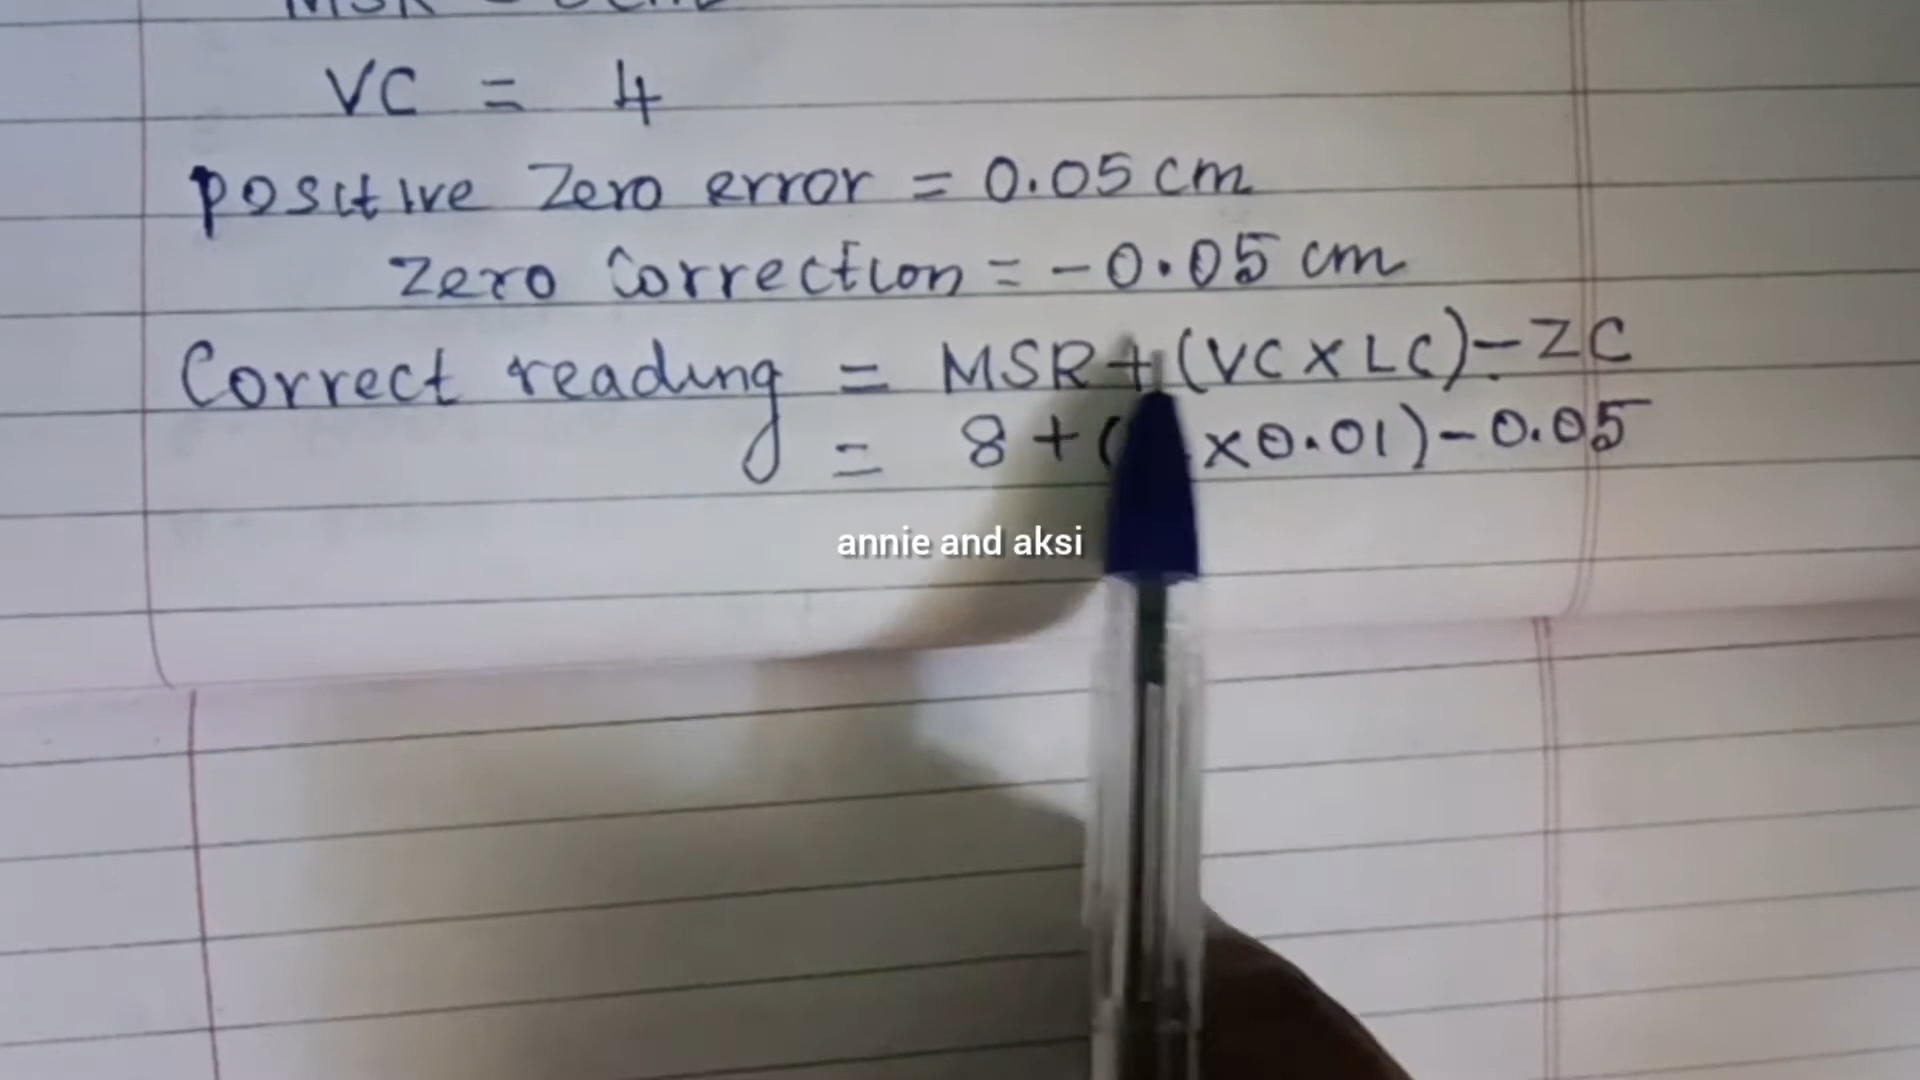 VC = 4
positive Zero error = 0.05 cm
Zero Correction = -0.05 cm
Correct reading = MSR + (VC X LC) - ZC
= 8 + ( x 0.01) - 0.05
annie and aksi